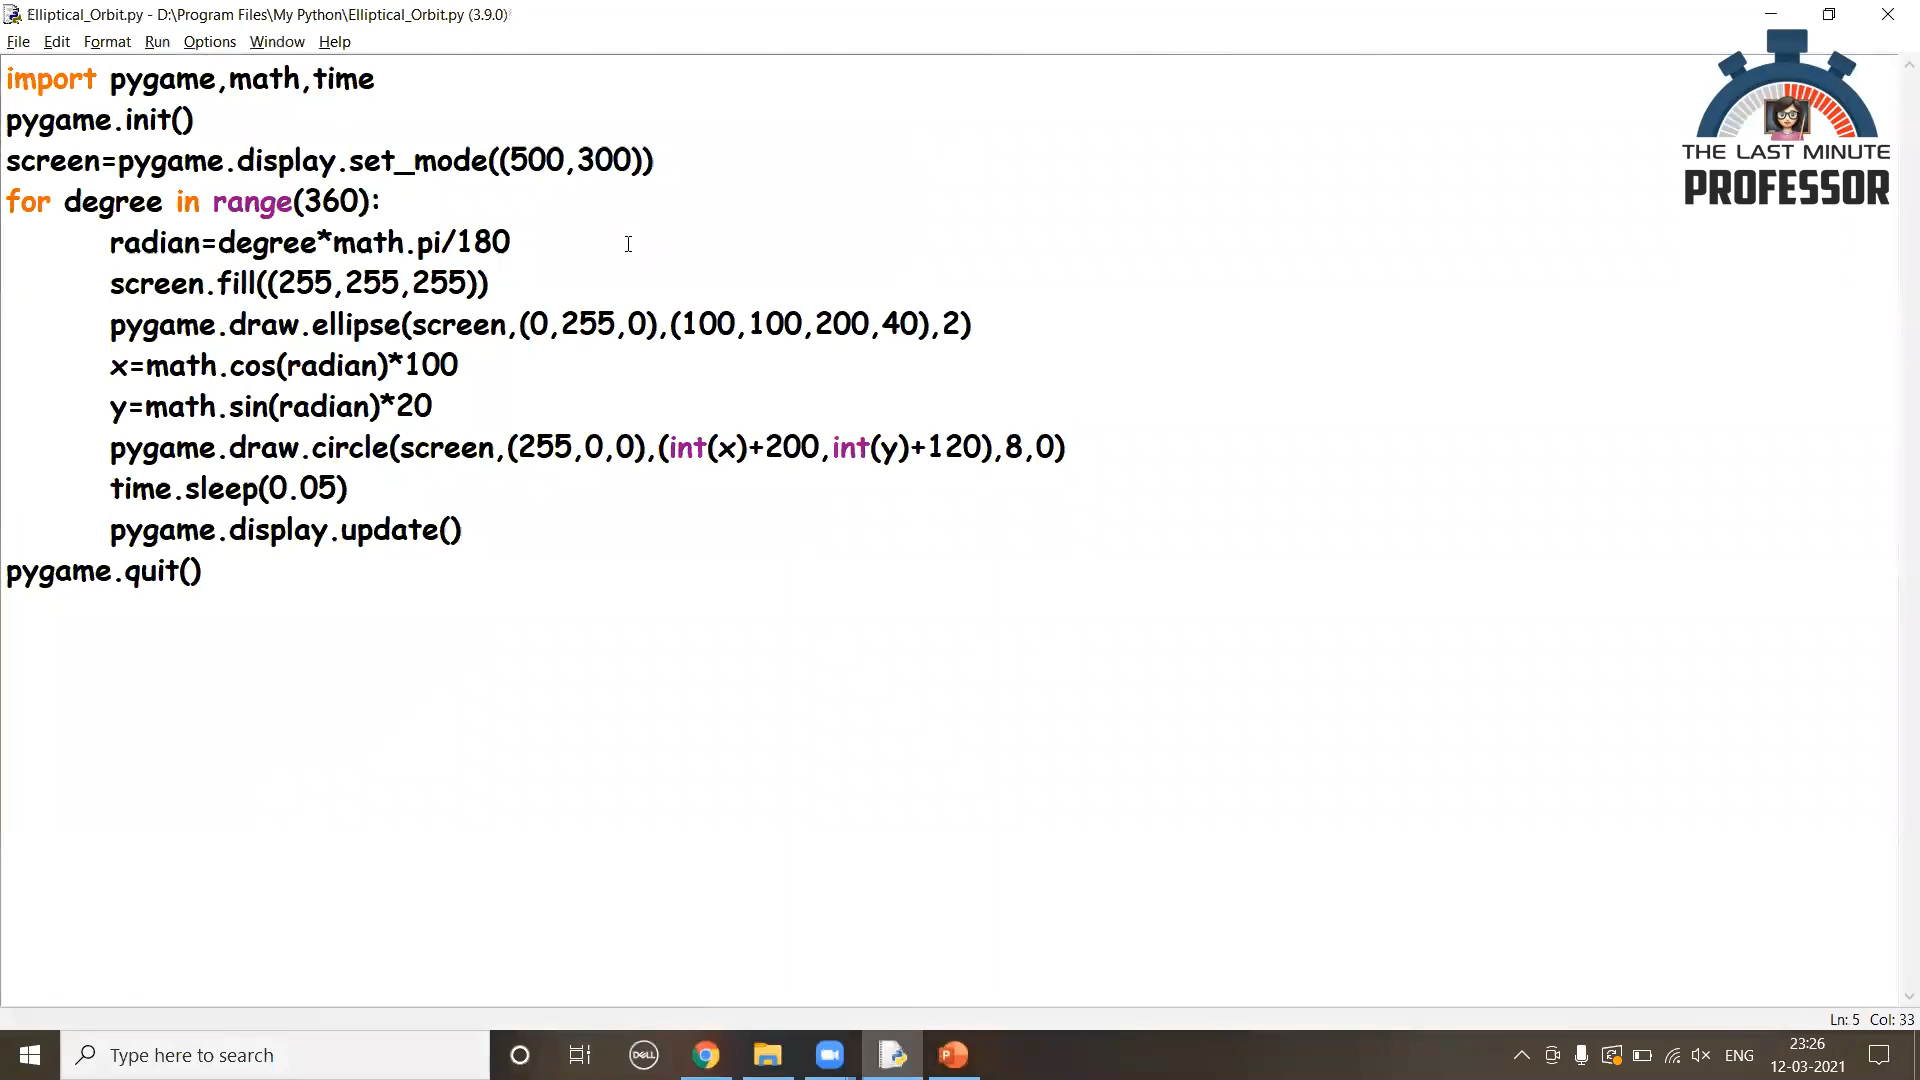 Elliptical_Orbit.py - D:\Program Files\My Python\Elliptical_Orbit.py (3.9.0)
File Edit Format Run Options Window Help
import pygame,math,time
pygame.init()
screen=pygame.display.set_mode((500,300))
for degree in range(360):
radian=degree*math.pi/180
screen.fill((255,255,255))
pygame.draw.ellipse(screen,(0,255,0),(100,100,200,40),2)
x=math.cos(radian)*100
y=math.sin(radian)*20
pygame.draw.circle(screen,(255,0,0),(int(x)+200,int(y)+120),8,0)
time.sleep(0.05)
pygame.display.update()
pygame.quit()
THE LAST MINUTE
PROFESSOR
Ln: 5 Col: 33
Type here to search
DELL
P
ENG
23:26
12-03-2021